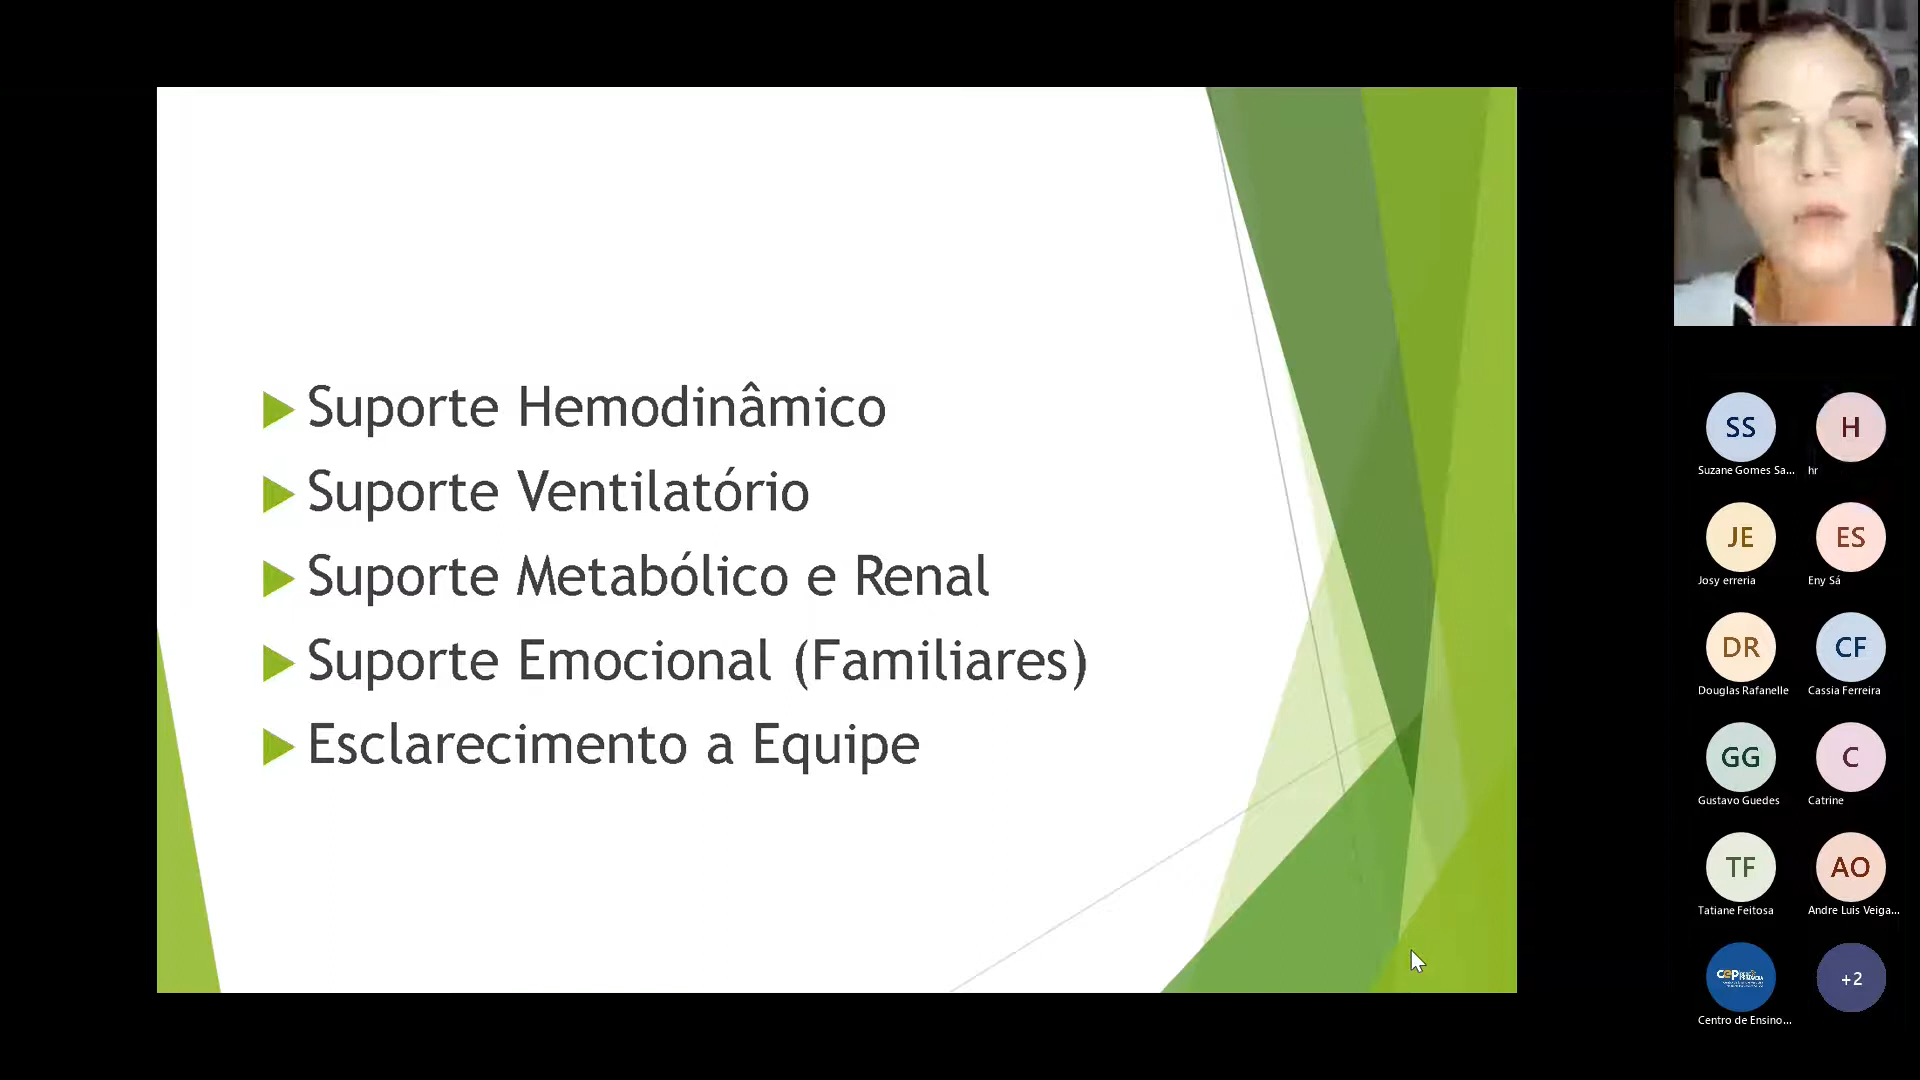 Suporte Hemodinâmico
Suporte Ventilatório
Suporte Metabólico e Renal
Suporte Emocional (Familiares)
Esclarecimento a Equipe
SS
Suzane Gomes Sa...
H
hr
JE
Josy erreria
ES
Eny Sá
DR
Douglas Rafanelle
CF
Cassia Ferreira
GG
Gustavo Guedes
C
Catrine
TF
Tatiane Feitosa
AO
Andre Luis Veiga...
cep
Centro de Ensino...
+2